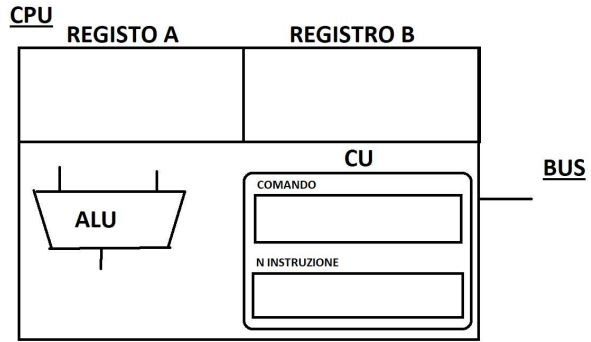 CPU
REGISTO A
REGISTRO B
CU
BUS
COMANDO
ALU
N INSTRUZIONE